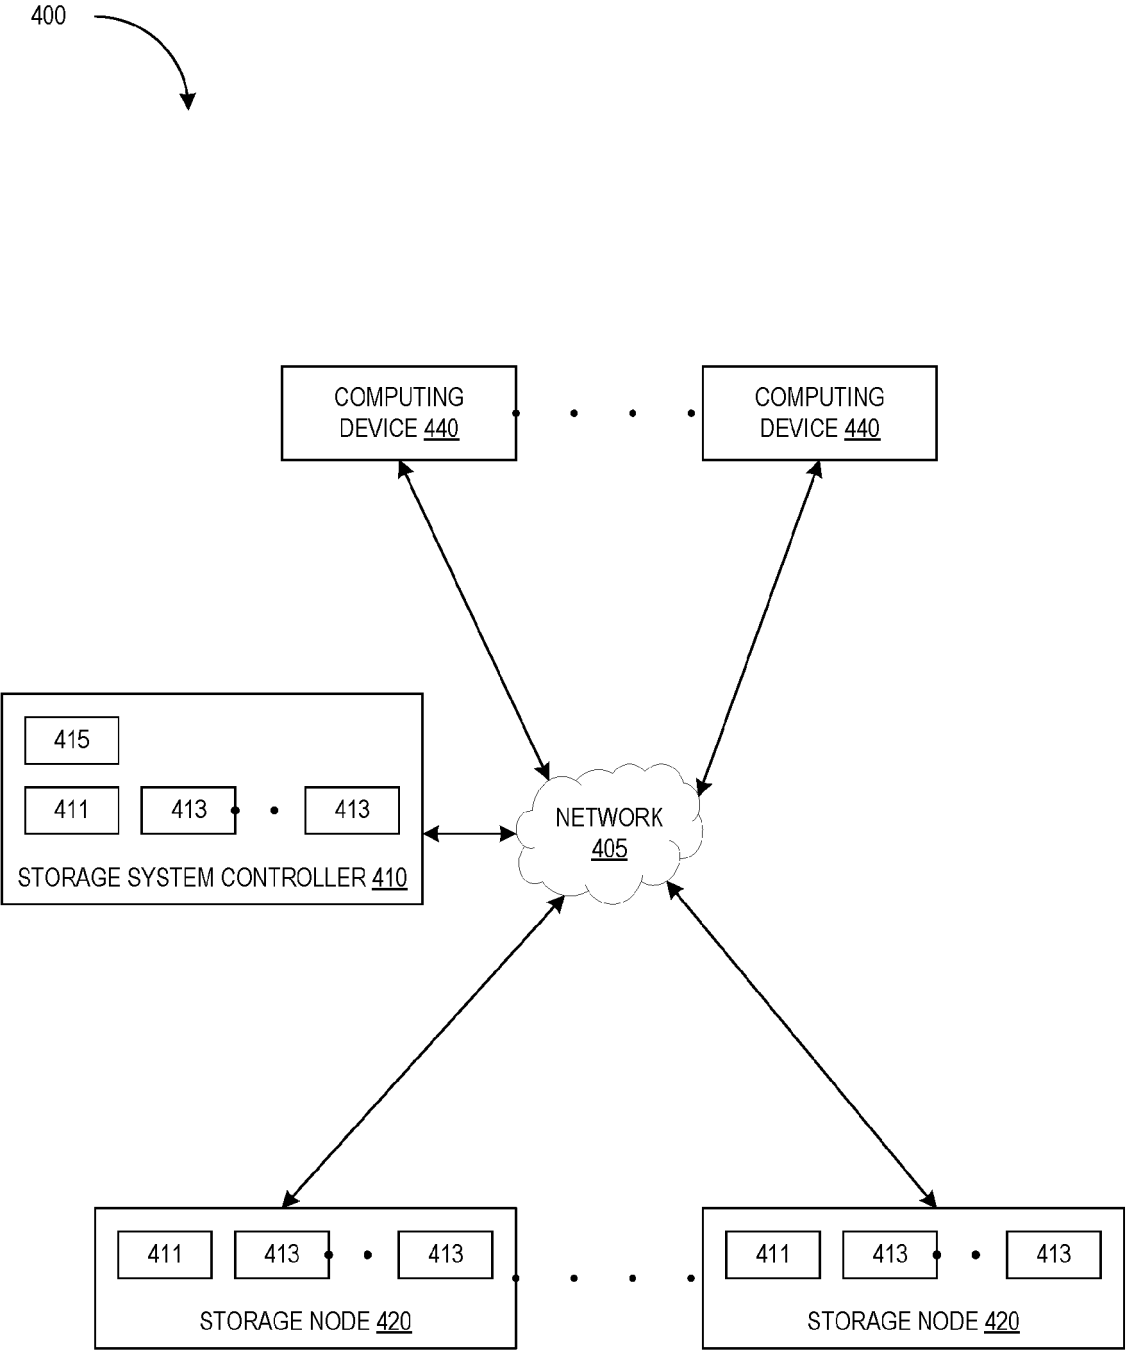 400
COMPUTING
DEVICE 440
COMPUTING
DEVICE 440
415
411
413
413
STORAGE SYSTEM CONTROLLER 410
NETWORK
405
411
413
413
STORAGE NODE 420
411
413
413
STORAGE NODE 420